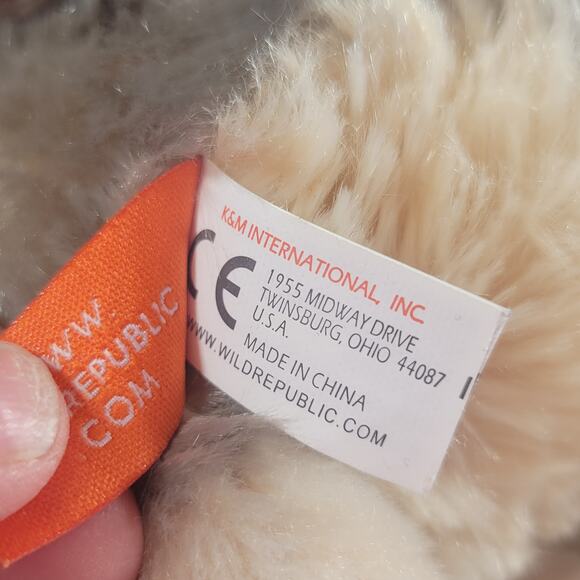 WW.
REPUBLIC
.COM
K&M INTERNATIONAL, INC.
CE
1955 MIDWAY DRIVE
TWINSBURG, OHIO 44087
U.S.A.
MADE IN CHINA
www.WILDREPUBLIC.COM